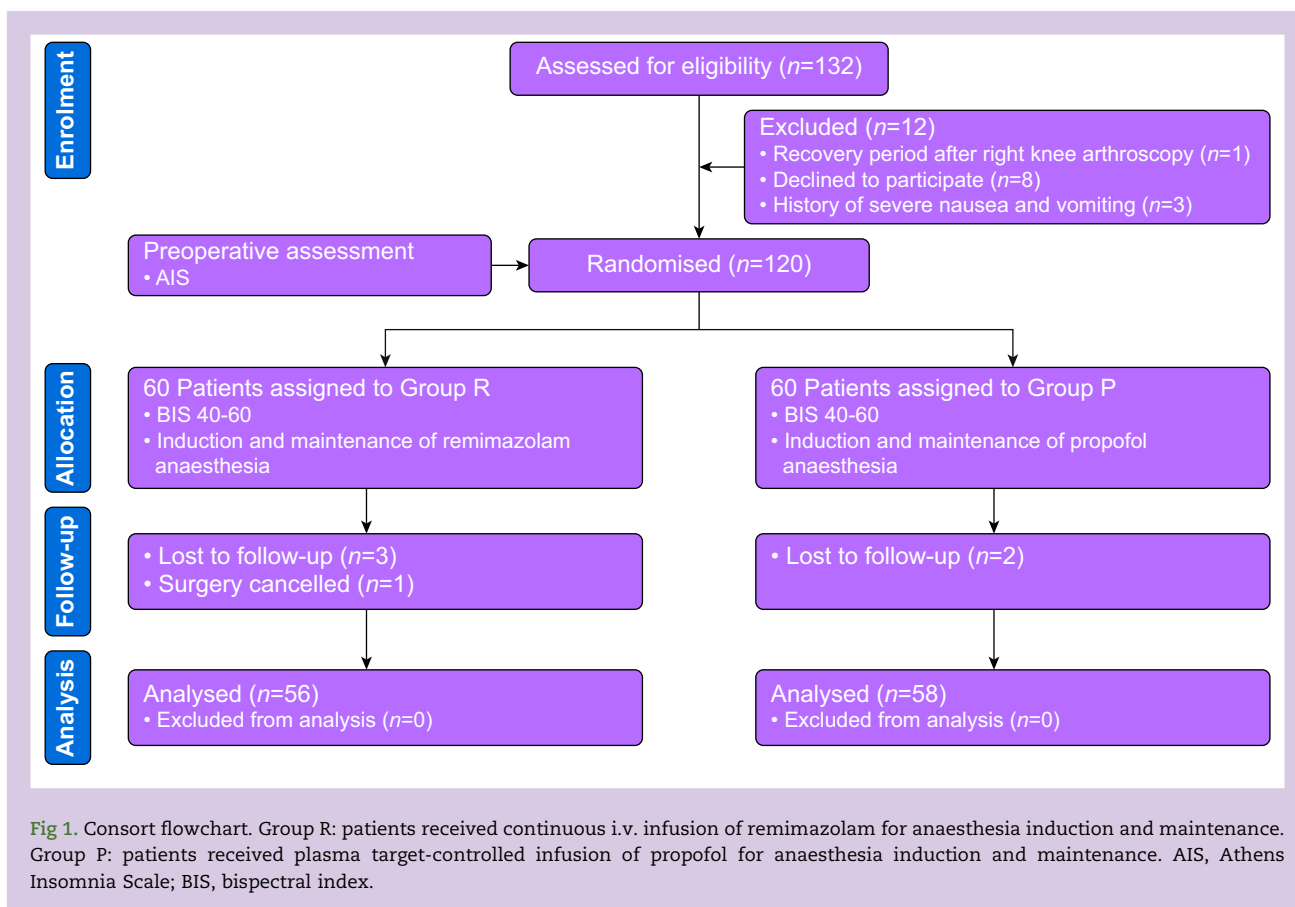 Enrolment
Assessed for eligibility (n=132)
Excluded (n=12)
• Recovery period after right knee arthroscopy (n=1)
• Declined to participate (n=8)
• History of severe nausea and vomiting (n=3)
Preoperative assessment
• AIS
Randomised (n=120)
Allocation
60 Patients assigned to Group R
• BIS 40-60
• Induction and maintenance of remimazolam
anaesthesia
60 Patients assigned to Group P
• BIS 40-60
• Induction and maintenance of propofol
anaesthesia
Follow-up
• Lost to follow-up (n=3)
• Surgery cancelled (n=1)
• Lost to follow-up (n=2)
Analysis
Analysed (n=56)
• Excluded from analysis (n=0)
Analysed (n=58)
• Excluded from analysis (n=0)
Fig 1. Consort flowchart. Group R: patients received continuous i.v. infusion of remimazolam for anaesthesia induction and maintenance.
Group P: patients received plasma target-controlled infusion of propofol for anaesthesia induction and maintenance. AIS, Athens
Insomnia Scale; BIS, bispectral index.